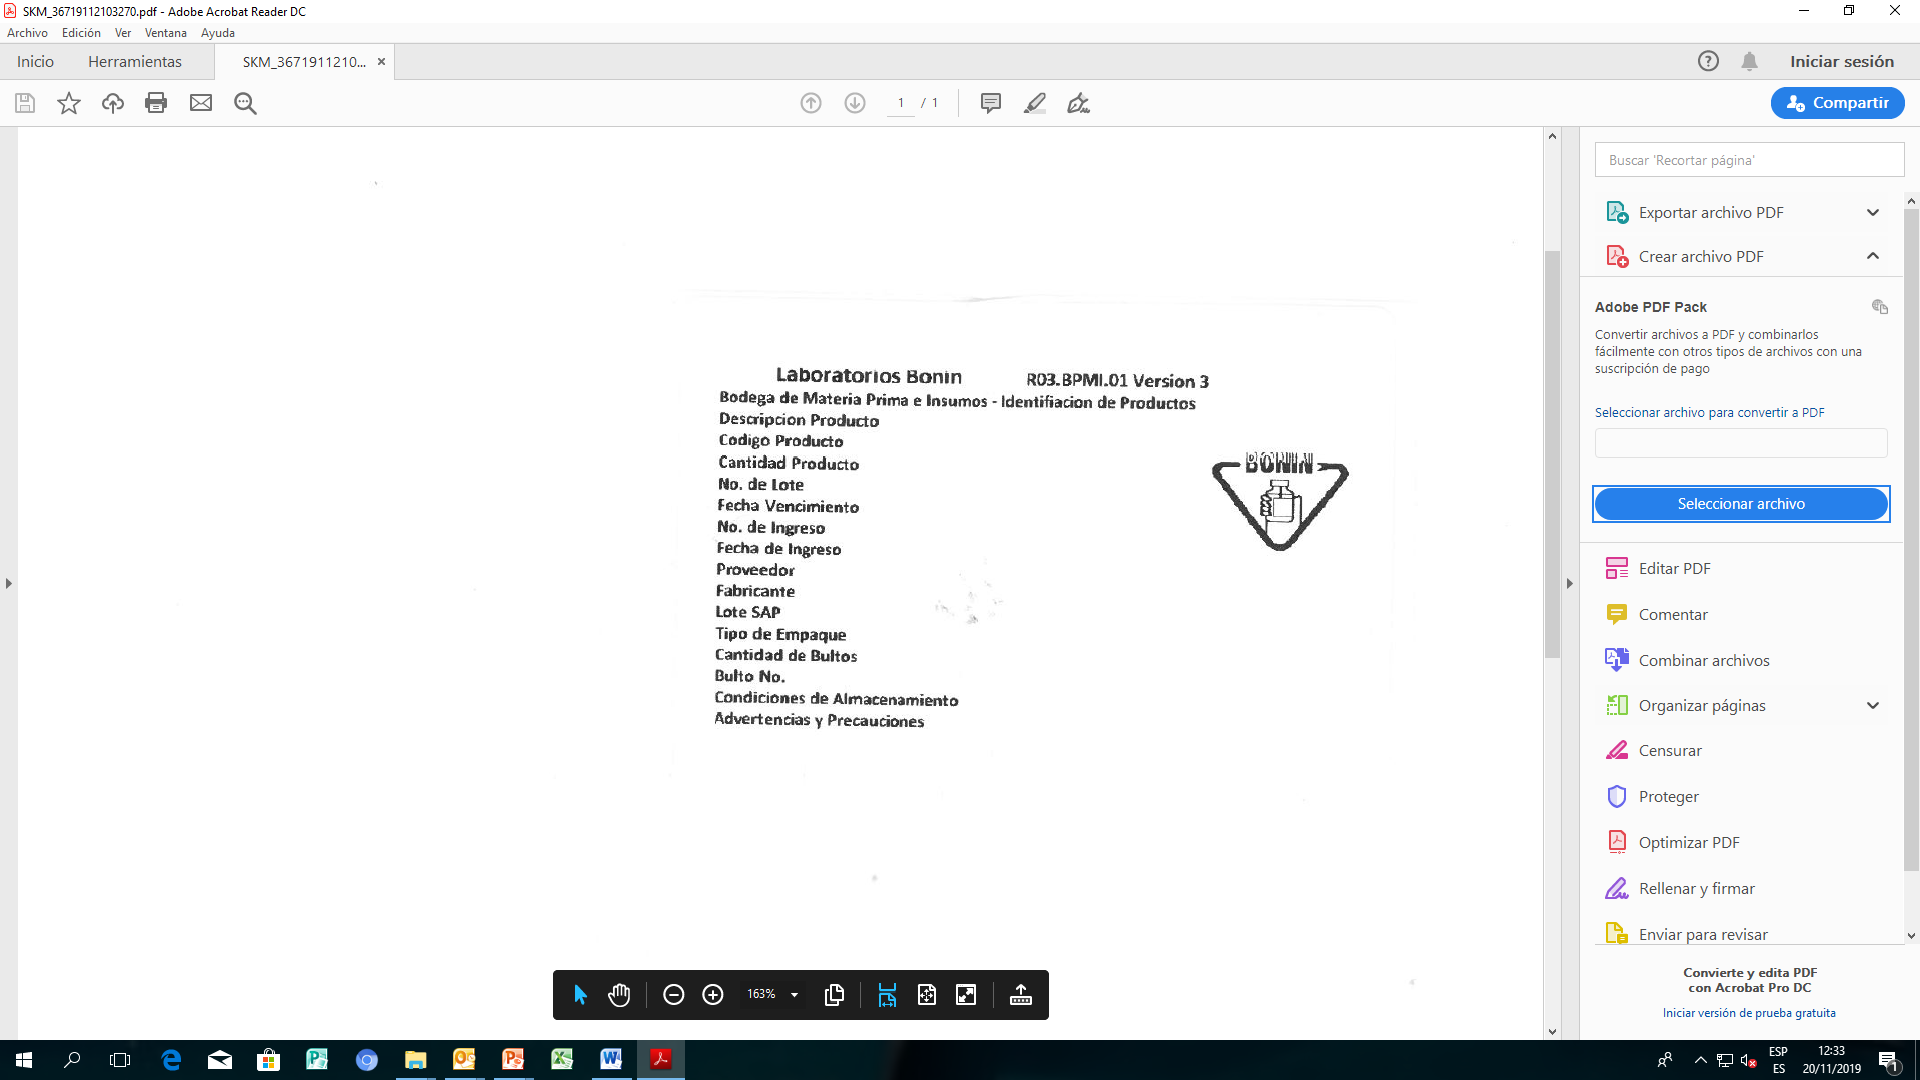 SKM_36719112103270.pdf - Adobe Acrobat Reader DC
Archivo Edición Ver Ventana Ayuda
Inicio Herramientas SKM_3671911210... ×
? Iniciar sesión
1 / 1
Compartir
Laboratorios Bonin R03.BPMI.01 Version 3
Bodega de Materia Prima e Insumos - Identifiacion de Productos
Descripcion Producto
Codigo Producto
Cantidad Producto
No. de Lote
Fecha Vencimiento
No. de Ingreso
Fecha de Ingreso
Proveedor
Fabricante
Lote SAP
Tipo de Empaque
Cantidad de Bultos
Bulto No.
Condiciones de Almacenamiento
Advertencias y Precauciones
BONIN
Buscar 'Recortar página'
Exportar archivo PDF
Crear archivo PDF
Adobe PDF Pack
Convertir archivos a PDF y combinarlos
fácilmente con otros tipos de archivos con una
suscripción de pago
Seleccionar archivo para convertir a PDF
Seleccionar archivo
Editar PDF
Comentar
Combinar archivos
Organizar páginas
Censurar
Proteger
Optimizar PDF
Rellenar y firmar
Enviar para revisar
Convierte y edita PDF
con Acrobat Pro DC
Iniciar versión de prueba gratuita
163%
ESP
ES
12:33
20/11/2019
1